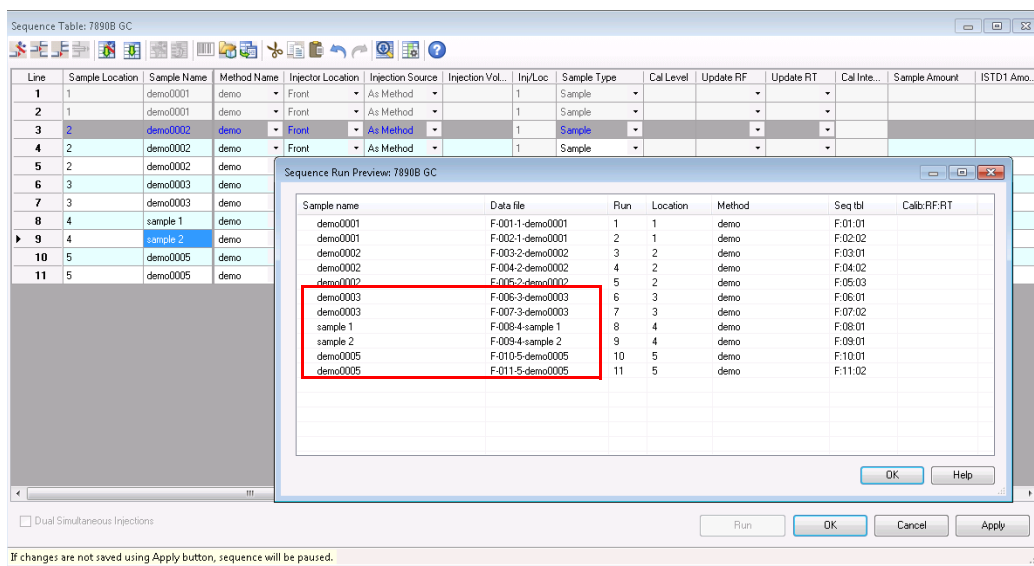 Sequence Table: 7890B GC
Line Sample Location Sample Name Method Name Injector Location Injection Source Injection Vol... Inj/Loc Sample Type Cal Level Update RF Update RT Cal Inte... Sample Amount ISTD1 Amo...
1 1 demo0001 demo Front As Method 1 Sample
2 1 demo0001 demo Front As Method 1 Sample
3 2 demo0002 demo Front As Method 1 Sample
4 2 demo0002 demo Front As Method 1 Sample
5 2 demo0002 demo
6 3 demo0003 demo
7 3 demo0003 demo
8 4 sample 1 demo
9 4 sample 2 demo
10 5 demo0005 demo
11 5 demo0005 demo
Sequence Run Preview: 7890B GC
Sample name Data file Run Location Method Seq tbl Calib:RF:RT
demo0001 F-001-1-demo0001 1 1 demo F:01:01
demo0001 F-002-1-demo0001 2 1 demo F:02:02
demo0002 F-003-2-demo0002 3 2 demo F:03:01
demo0002 F-004-2-demo0002 4 2 demo F:04:02
demo0002 F-005-2-demo0002 5 2 demo F:05:03
demo0003 F-006-3-demo0003 6 3 demo F:06:01
demo0003 F-007-3-demo0003 7 3 demo F:07:02
sample 1 F-008-4-sample 1 8 4 demo F:08:01
sample 2 F-009-4-sample 2 9 4 demo F:09:01
demo0005 F-010-5-demo0005 10 5 demo F:10:01
demo0005 F-011-5-demo0005 11 5 demo F:11:02
OK Help
Dual Simultaneous Injections
Run OK Cancel Apply
If changes are not saved using Apply button, sequence will be paused.